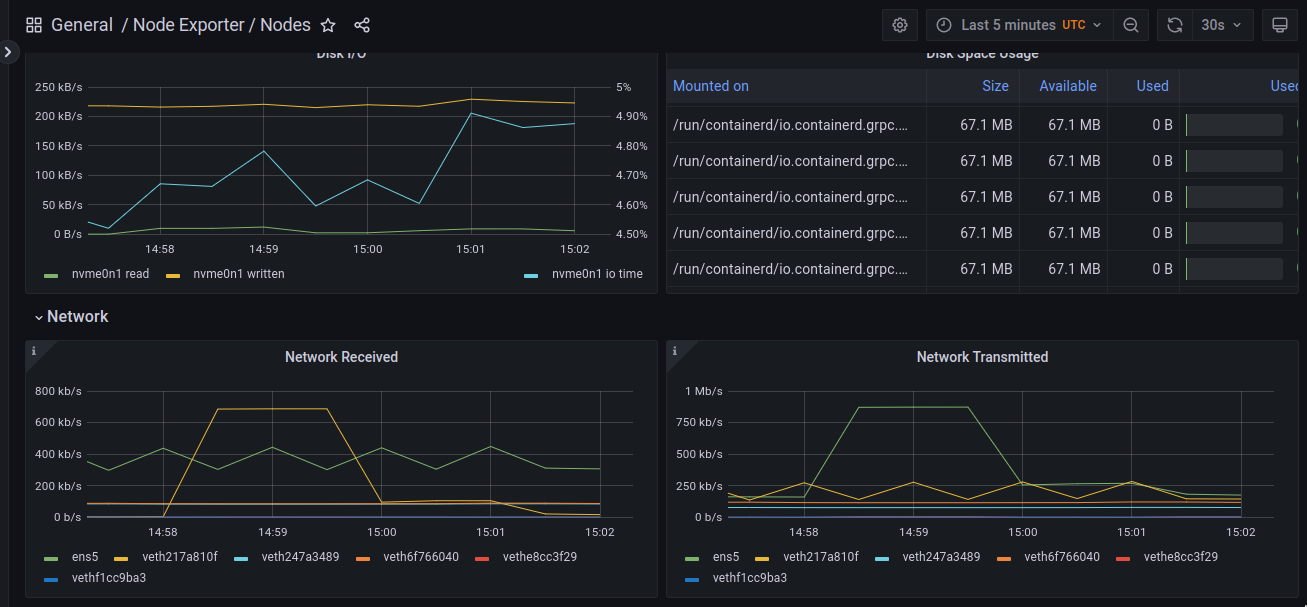 General / Node Exporter / Nodes
Last 5 minutes UTC
30s
Disk I/O
250 kB/s
200 kB/s
150 kB/s
100 kB/s
50 kB/s
0 B/s
5%
4.90%
4.80%
4.70%
4.60%
4.50%
14:58 14:59 15:00 15:01 15:02
nvme0n1 read nvme0n1 written nvme0n1 io time
Disk Space Usage
Mounted on Size Available Used Used
/run/containerd/io.containerd.grpc.... 67.1 MB 67.1 MB 0 B
/run/containerd/io.containerd.grpc.... 67.1 MB 67.1 MB 0 B
/run/containerd/io.containerd.grpc.... 67.1 MB 67.1 MB 0 B
/run/containerd/io.containerd.grpc.... 67.1 MB 67.1 MB 0 B
/run/containerd/io.containerd.grpc.... 67.1 MB 67.1 MB 0 B
Network
i
Network Received
800 kb/s
600 kb/s
400 kb/s
200 kb/s
0 b/s
14:58 14:59 15:00 15:01 15:02
ens5 veth217a810f veth247a3489 veth6f766040 vethe8cc3f29
vethf1cc9ba3
i
Network Transmitted
1 Mb/s
750 kb/s
500 kb/s
250 kb/s
0 b/s
14:58 14:59 15:00 15:01 15:02
ens5 veth217a810f veth247a3489 veth6f766040 vethe8cc3f29
vethf1cc9ba3